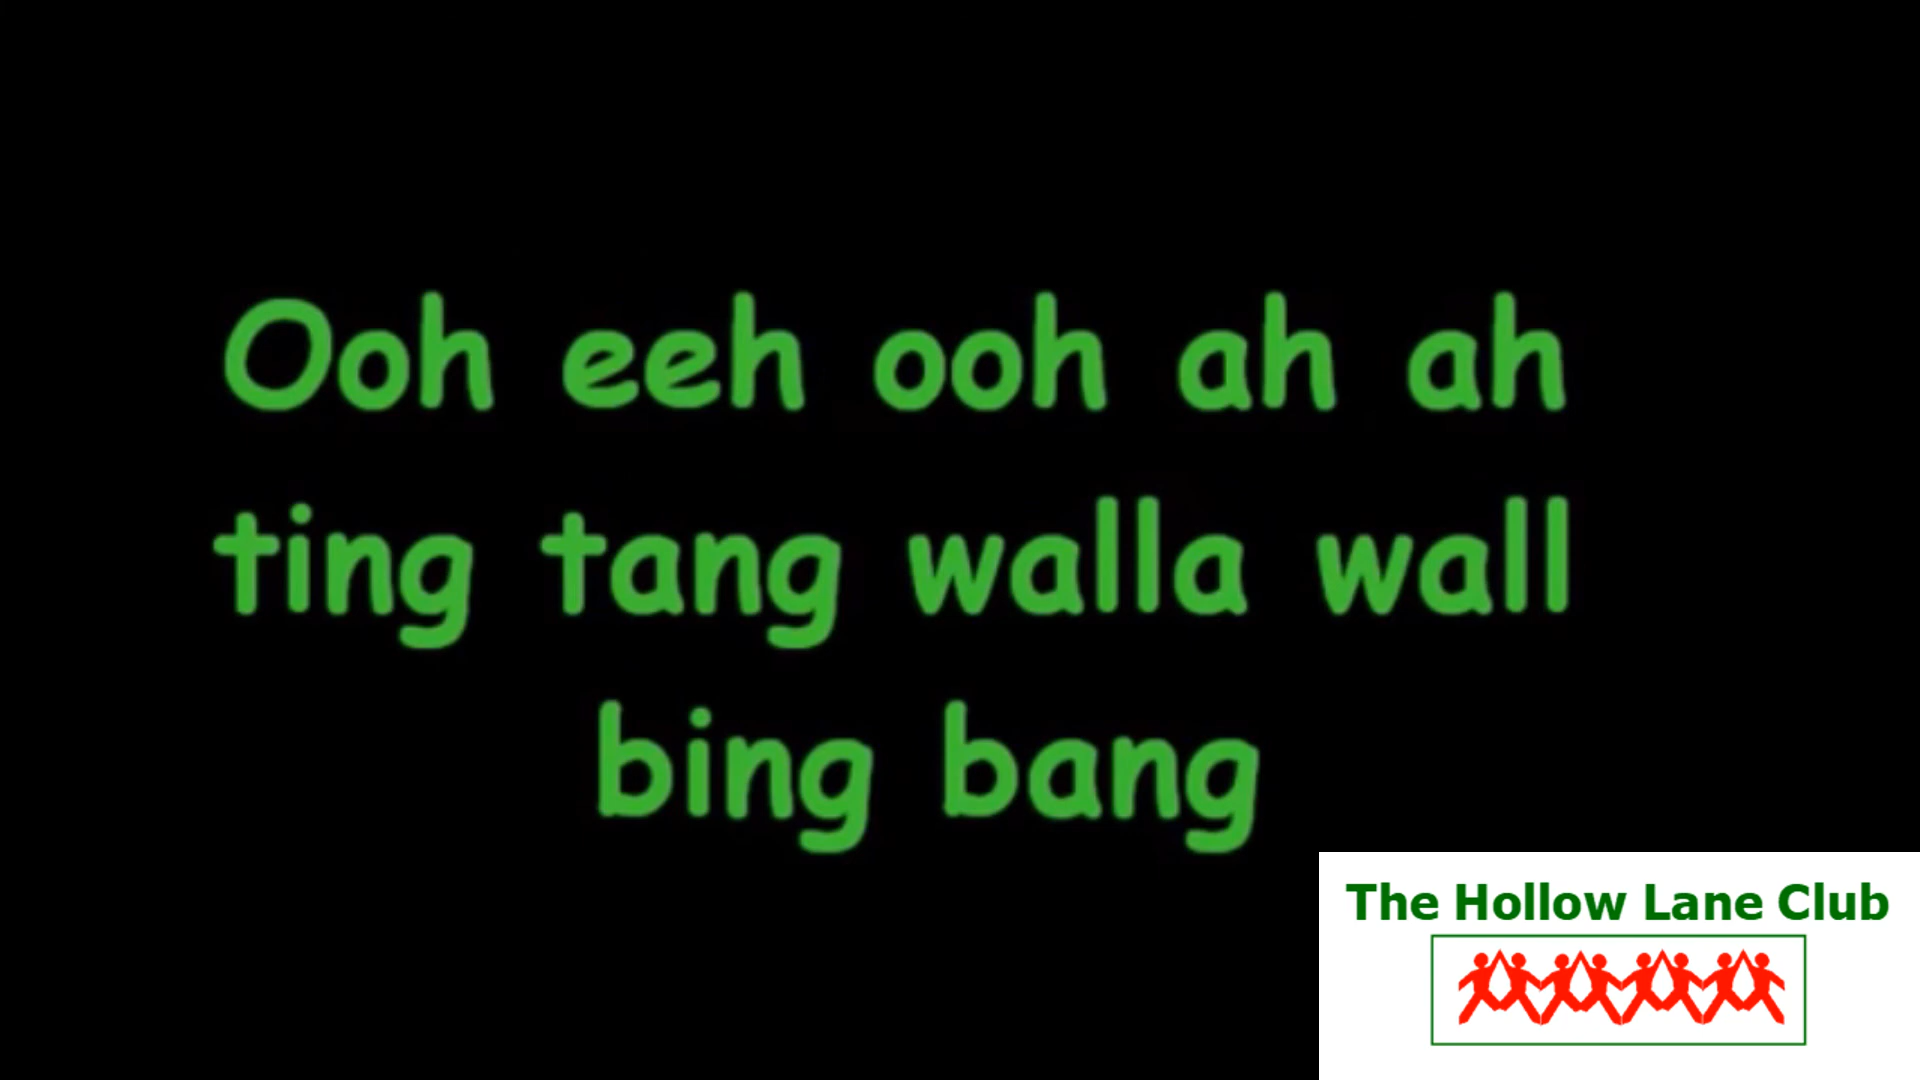 Ooh eeh ooh ah ah
ting tang walla wall
bing bang
The Hollow Lane Club